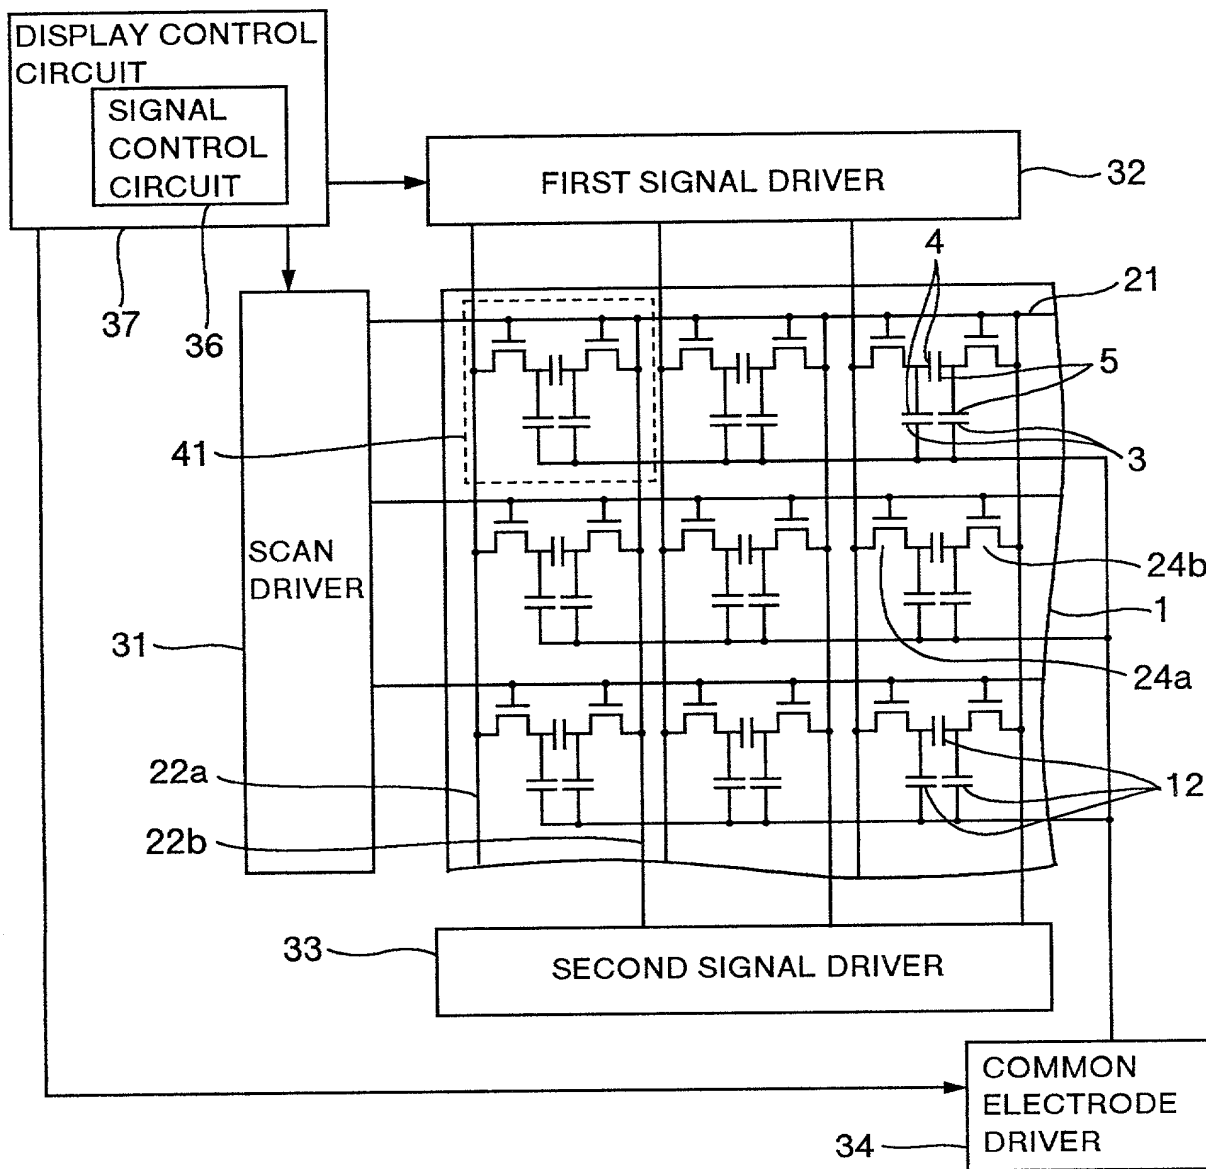 DISPLAY CONTROL
CIRCUIT
SIGNAL
CONTROL
CIRCUIT
FIRST SIGNAL DRIVER
32
4
21
37
36
5
41
3
SCAN
DRIVER
24b
1
31
24a
22a
12
22b
33
SECOND SIGNAL DRIVER
COMMON
ELECTRODE
DRIVER
34